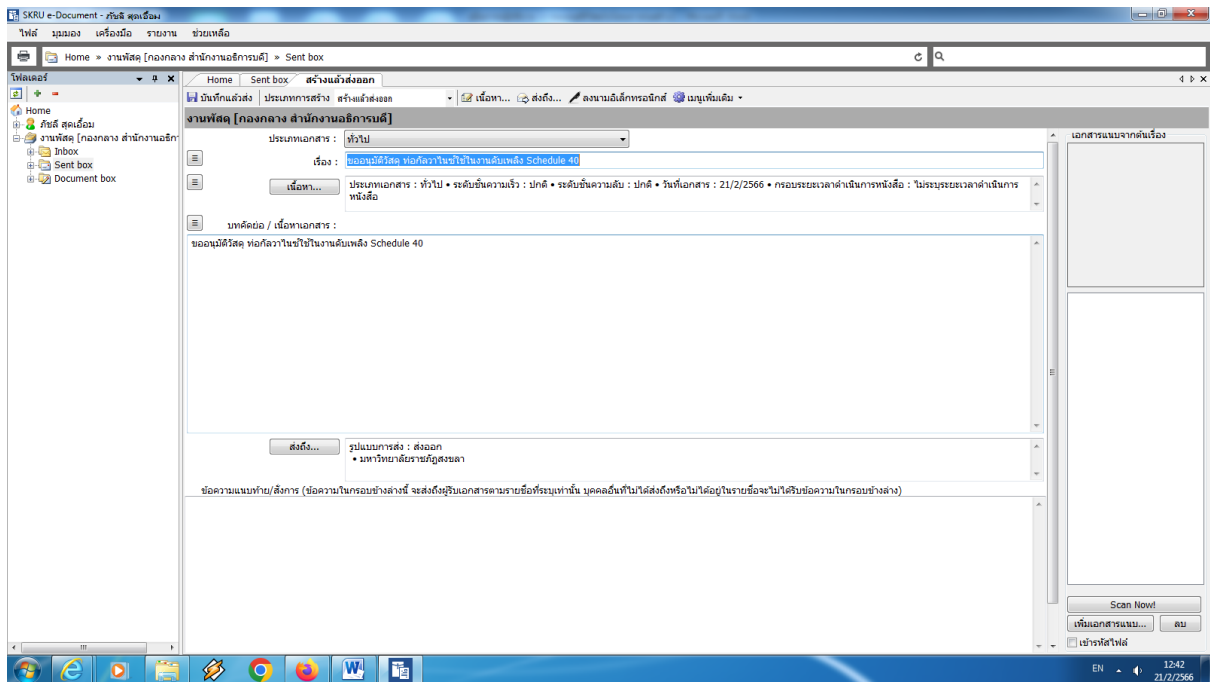 SKRU e-Document - ภัชลี สุดเอื้อม
ไฟล์ มุมมอง เครื่องมือ รายงาน ช่วยเหลือ
Home » งานพัสดุ [กองกลาง สำนักงานอธิการบดี] » Sent box
โฟลเดอร์
Home Sent box สร้างแล้วส่งออก
บันทึกแล้วส่ง ประเภทการสร้าง สร้างแล้วส่งออก เนื้อหา... ส่งถึง... ลงนามอิเล็กทรอนิกส์ เมนูเพิ่มเติม
Home
ภัชลี สุดเอื้อม
งานพัสดุ [กองกลาง สำนักงานอธิกา
Inbox
Sent box
Document box
งานพัสดุ [กองกลาง สำนักงานอธิการบดี]
ประเภทเอกสาร : ทั่วไป
เรื่อง : ขออนุมัติวัสดุ ท่อกัลวาไนซ์ใช้ในงานดับเพลิง Schedule 40
เนื้อหา... ประเภทเอกสาร : ทั่วไป • ระดับชั้นความเร็ว : ปกติ • ระดับชั้นความลับ : ปกติ • วันที่เอกสาร : 21/2/2566 • กรอบระยะเวลาดำเนินการหนังสือ : ไม่ระบุระยะเวลาดำเนินการ
หนังสือ
บทคัดย่อ / เนื้อหาเอกสาร :
ขออนุมัติวัสดุ ท่อกัลวาไนซ์ใช้ในงานดับเพลิง Schedule 40
ส่งถึง... รูปแบบการส่ง : ส่งออก
• มหาวิทยาลัยราชภัฏสงขลา
ข้อความแนบท้าย/สั่งการ (ข้อความในกรอบข้างล่างนี้ จะส่งถึงผู้รับเอกสารตามรายชื่อที่ระบุเท่านั้น บุคคลอื่นที่ไม่ได้ส่งถึงหรือไม่ได้อยู่ในรายชื่อจะไม่ได้รับข้อความในกรอบข้างล่าง)
เอกสารแนบจากต้นเรื่อง
Scan Now!
เพิ่มเอกสารแนบ... ลบ
เข้ารหัสไฟล์
EN 12:42
21/2/2566